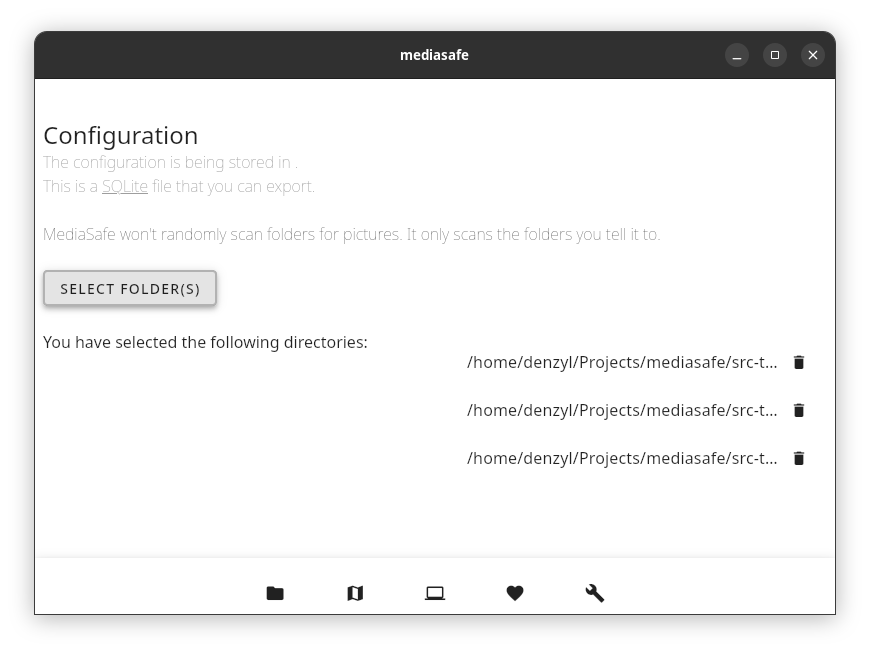 mediasafe
Configuration
The configuration is being stored in .
This is a SQLite file that you can export.
MediaSafe won't randomly scan folders for pictures. It only scans the folders you tell it to.
SELECT FOLDER(S)
You have selected the following directories:
/home/denzyl/Projects/mediasafe/src-t...
/home/denzyl/Projects/mediasafe/src-t...
/home/denzyl/Projects/mediasafe/src-t...